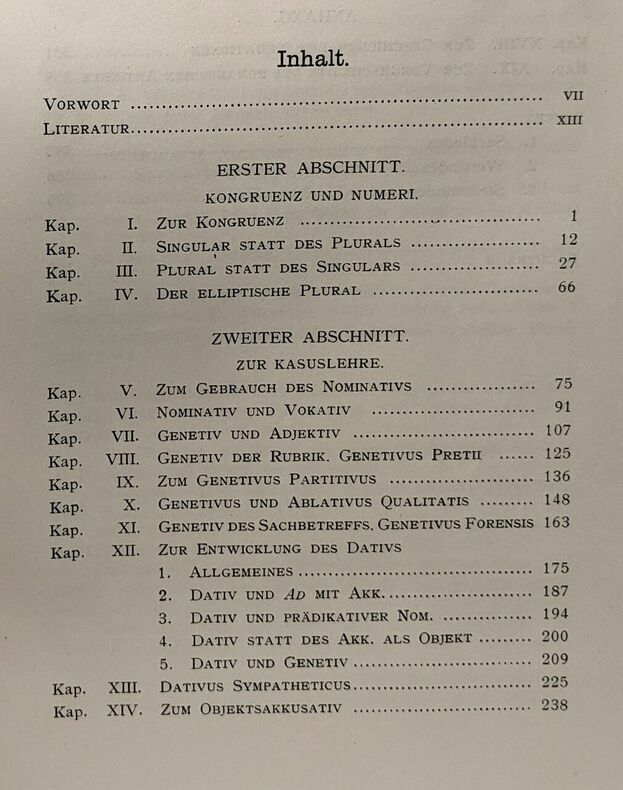 Inhalt.
VORWORT ........ VII
LITERATUR ........ XIII
ERSTER ABSCHNITT.
KONGRUENZ UND NUMERI.
Kap. I. ZUR KONGRUENZ ........ 1
Kap. II. SINGULAR STATT DES PLURALS ........ 12
Kap. III. PLURAL STATT DES SINGULARS ........ 27
Kap. IV. DER ELLIPTISCHE PLURAL ........ 66
ZWEITER ABSCHNITT.
ZUR KASUSLEHRE.
Kap. V. ZUM GEBRAUCH DES NOMINATIVS ........ 75
Kap. VI. NOMINATIV UND VOKATIV ........ 91
Kap. VII. GENETIV UND ADJEKTIV ........ 107
Kap. VIII. GENETIV DER RUBRIK. GENETIVUS PRETII ...... 125
Kap. IX. ZUM GENETIVUS PARTITIVUS ........ 136
Kap. X. GENETIVUS UND ABLATIVUS QUALITATIS ........ 148
Kap. XI. GENETIV DES SACHBETREFFS. GENETIVUS FORENSIS 163
Kap. XII. ZUR ENTWICKLUNG DES DATIVS
1. ALLGEMEINES ........ 175
2. DATIV UND AD MIT AKK. ........ 187
3. DATIV UND PRÄDIKATIVER NOM. ........ 194
4. DATIV STATT DES AKK. ALS OBJEKT ........ 200
5. DATIV UND GENETIV ........ 209
Kap. XIII. DATIVUS SYMPATHETICUS ........ 225
Kap. XIV. ZUM OBJEKTSAKKUSATIV ........ 238